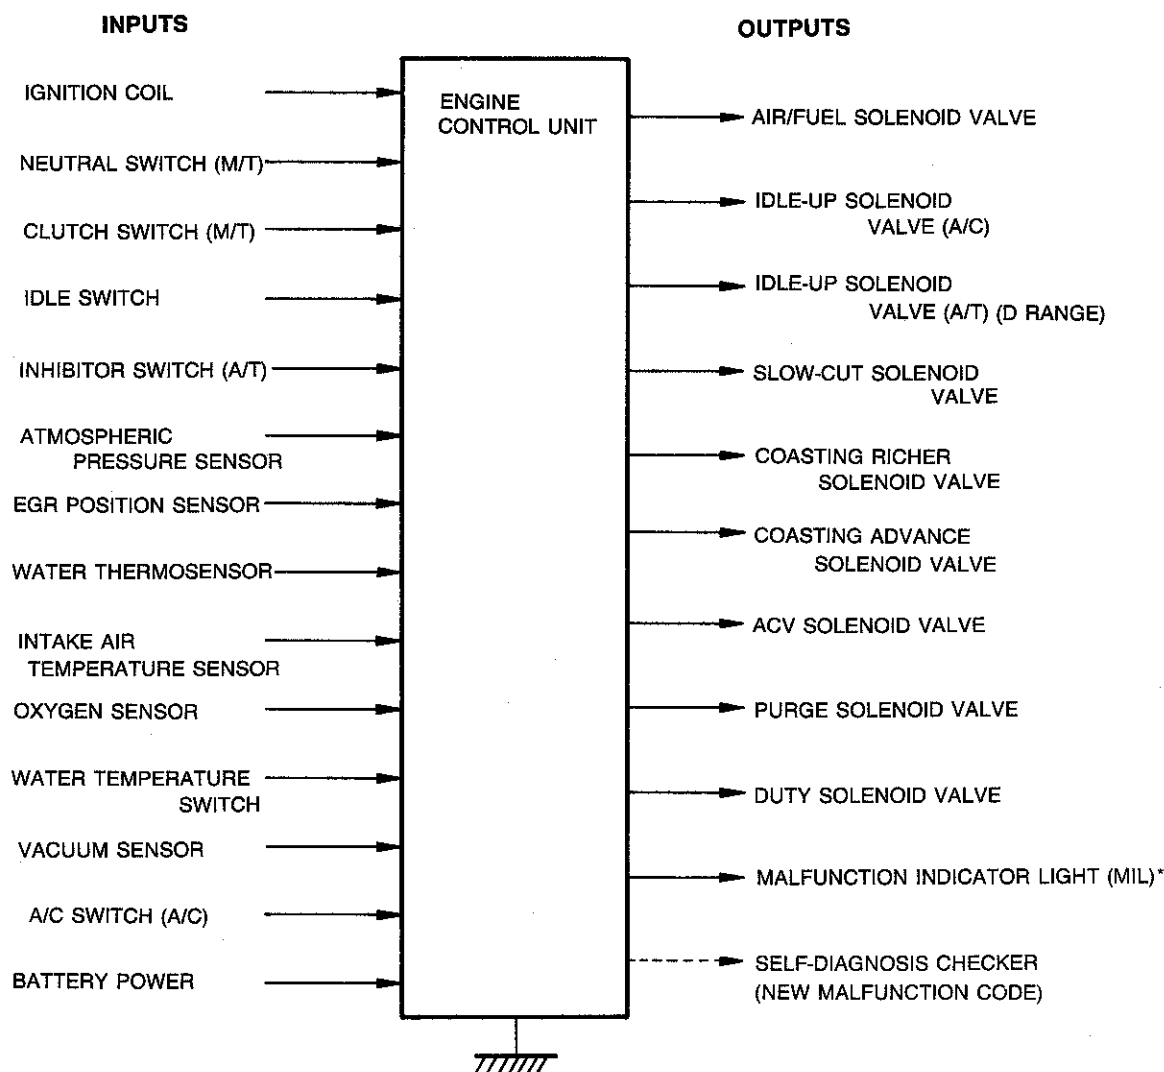 INPUTS
IGNITION COIL
NEUTRAL SWITCH (M/T)
CLUTCH SWITCH (M/T)
IDLE SWITCH
INHIBITOR SWITCH (A/T)
ATMOSPHERIC
PRESSURE SENSOR
EGR POSITION SENSOR
WATER THERMOSENSOR
INTAKE AIR
TEMPERATURE SENSOR
OXYGEN SENSOR
WATER TEMPERATURE
SWITCH
VACUUM SENSOR
A/C SWITCH (A/C)
BATTERY POWER
ENGINE
CONTROL UNIT
OUTPUTS
AIR/FUEL SOLENOID VALVE
IDLE-UP SOLENOID
VALVE (A/C)
IDLE-UP SOLENOID
VALVE (A/T) (D RANGE)
SLOW-CUT SOLENOID
VALVE
COASTING RICHER
SOLENOID VALVE
COASTING ADVANCE
SOLENOID VALVE
ACV SOLENOID VALVE
PURGE SOLENOID VALVE
DUTY SOLENOID VALVE
MALFUNCTION INDICATOR LIGHT (MIL)*
SELF-DIAGNOSIS CHECKER
(NEW MALFUNCTION CODE)